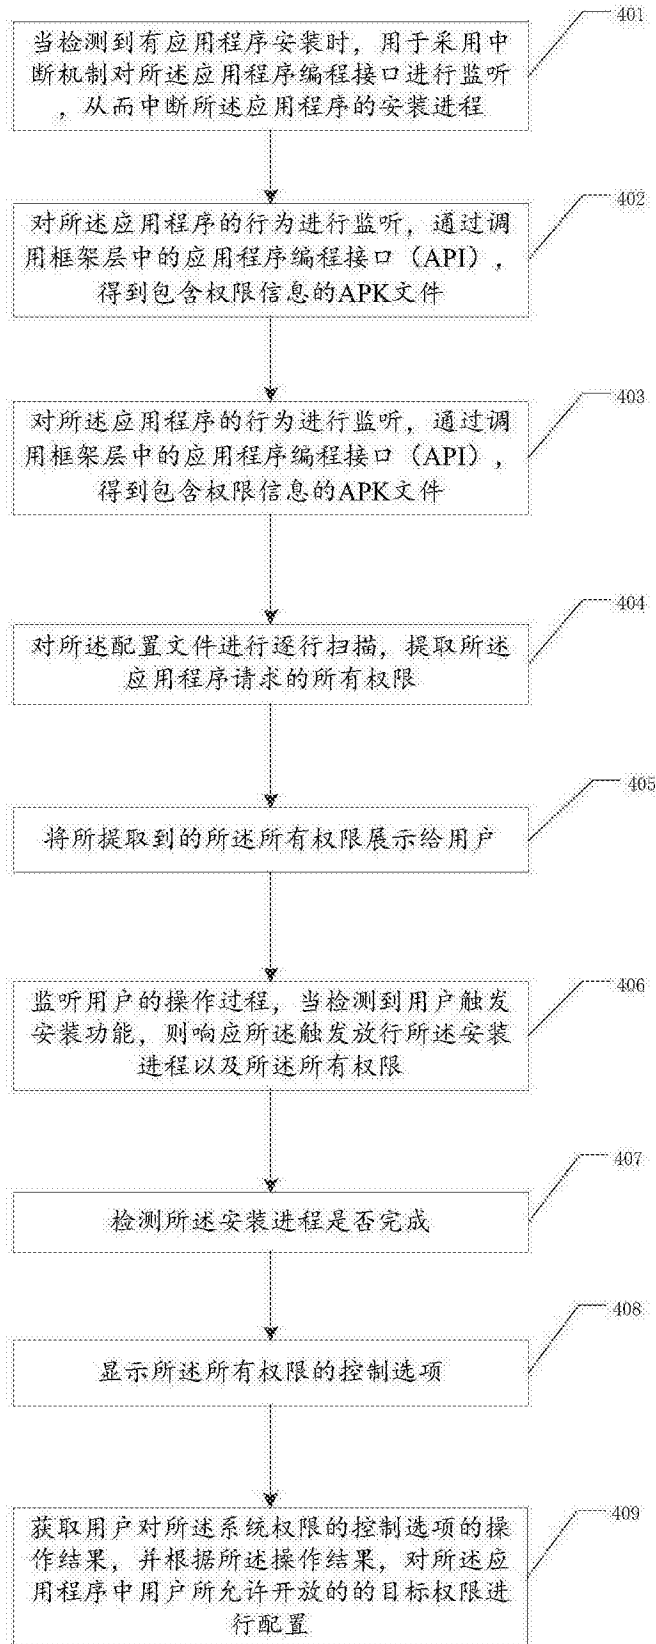 401
当检测到有应用程序安装时，用于采用中
断机制对所述应用程序编程接口进行监听
，从而中断所述应用程序的安装进程
402
对所述应用程序的行为进行监听，通过调
用框架层中的应用程序编程接口（API），
得到包含权限信息的APK文件
403
对所述应用程序的行为进行监听，通过调
用框架层中的应用程序编程接口（API），
得到包含权限信息的APK文件
404
对所述配置文件进行逐行扫描，提取所述
应用程序请求的所有权限
405
将所提取到的所述所有权限展示给用户
406
监听用户的操作过程，当检测到用户触发
安装功能，则响应所述触发放行所述安装
进程以及所述所有权限
407
检测所述安装进程是否完成
408
显示所述所有权限的控制选项
409
获取用户对所述系统权限的控制选项的操
作结果，并根据所述操作结果，对所述应
用程序中用户所允许开放的的目标权限进
行配置